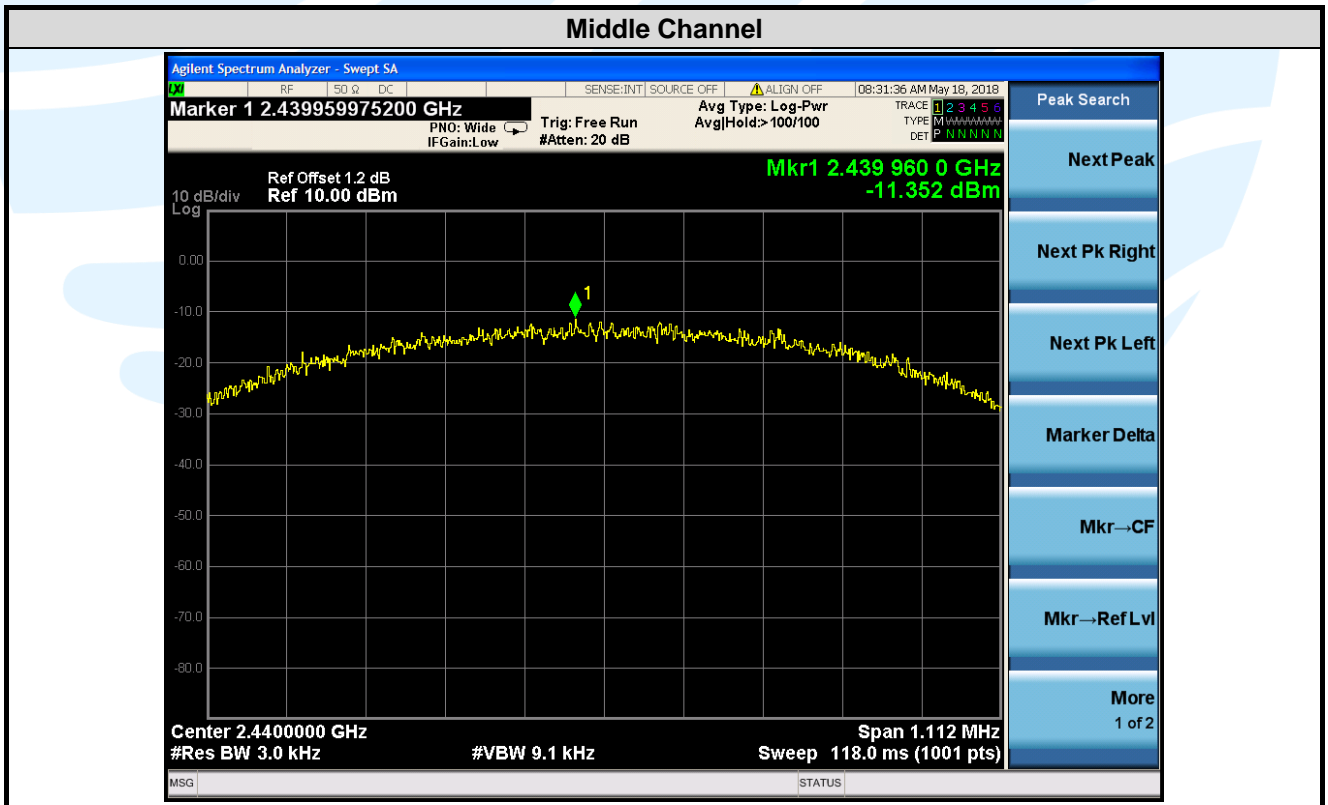 Middle Channel
Agilent Spectrum Analyzer - Swept SA
LXI RF 50 Ω DC SENSE:INT SOURCE OFF ALIGN OFF 08:31:36 AM May 18, 2018
Marker 1 2.439959975200 GHz
PNO: Wide
IFGain:Low
Trig: Free Run
#Atten: 20 dB
Avg Type: Log-Pwr
Avg|Hold:>100/100
TRACE 1 2 3 4 5 6
TYPE M
DET P N N N N N
Mkr1 2.439 960 0 GHz
-11.352 dBm
Ref Offset 1.2 dB
10 dB/div Ref 10.00 dBm
Log
0.00
1
-10.0
-20.0
-30.0
-40.0
-50.0
-60.0
-70.0
-80.0
Center 2.4400000 GHz Span 1.112 MHz
#Res BW 3.0 kHz #VBW 9.1 kHz Sweep 118.0 ms (1001 pts)
MSG STATUS
Peak Search
Next Peak
Next Pk Right
Next Pk Left
Marker Delta
Mkr→CF
Mkr→Ref Lvl
More
1 of 2